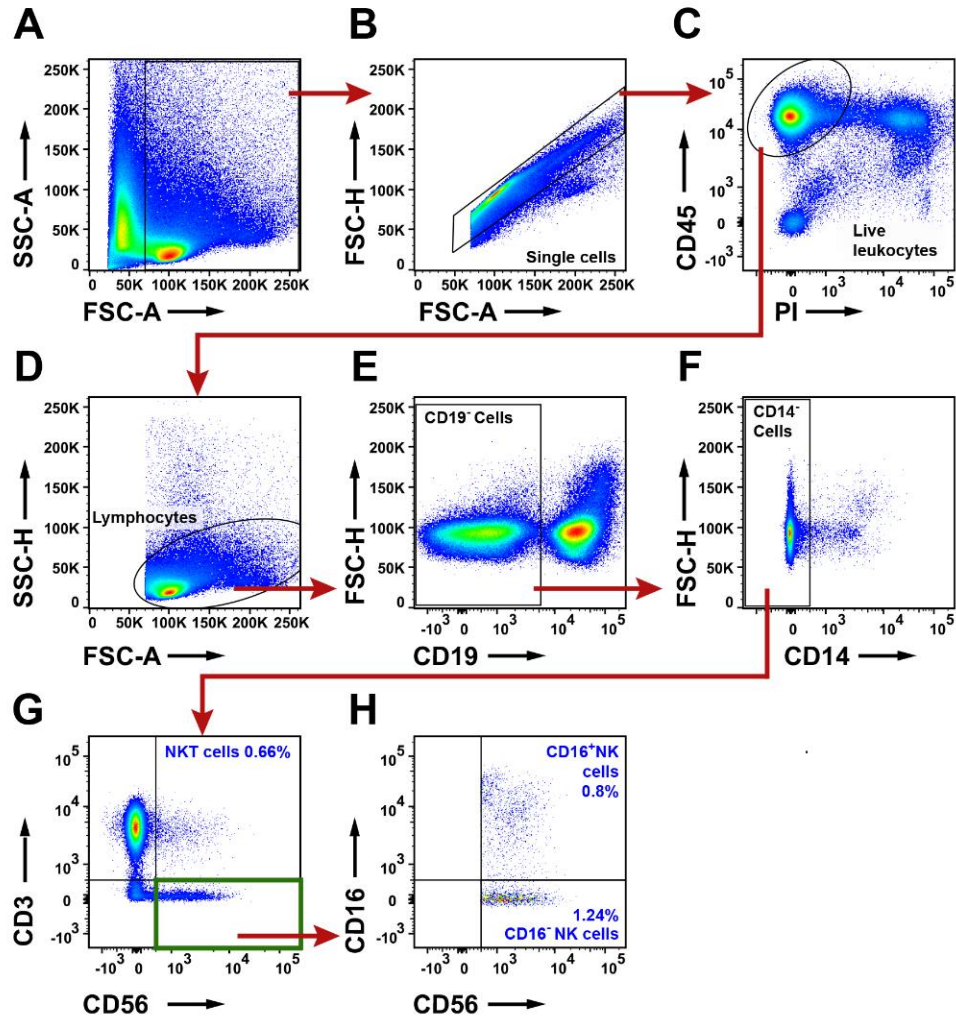 A
SSC-A
250K
200K
150K
100K
50K
0
0
50K
100K
150K
200K
250K
FSC-A
B
FSC-H
250K
200K
150K
100K
50K
0
Single cells
0
50K
100K
150K
200K
250K
FSC-A
C
CD45
10^5
10^4
10^3
0
-10^3
Live
leukocytes
0
10^3
10^4
10^5
PI
D
SSC-H
250K
200K
150K
100K
50K
0
Lymphocytes
0
50K
100K
150K
200K
250K
FSC-A
E
FSC-H
250K
200K
150K
100K
50K
0
CD19⁻ Cells
-10^3
0
10^3
10^4
10^5
CD19
F
FSC-H
250K
200K
150K
100K
50K
0
CD14⁻
Cells
0
10^3
10^4
10^5
CD14
G
CD3
10^5
10^4
10^3
0
-10^3
NKT cells 0.66%
-10^3
0
10^3
10^4
10^5
CD56
H
CD16
10^5
10^4
10^3
0
-10^3
CD16⁺NK
cells
0.8%
1.24%
CD16⁻ NK cells
-10^3
0
10^3
10^4
10^5
CD56